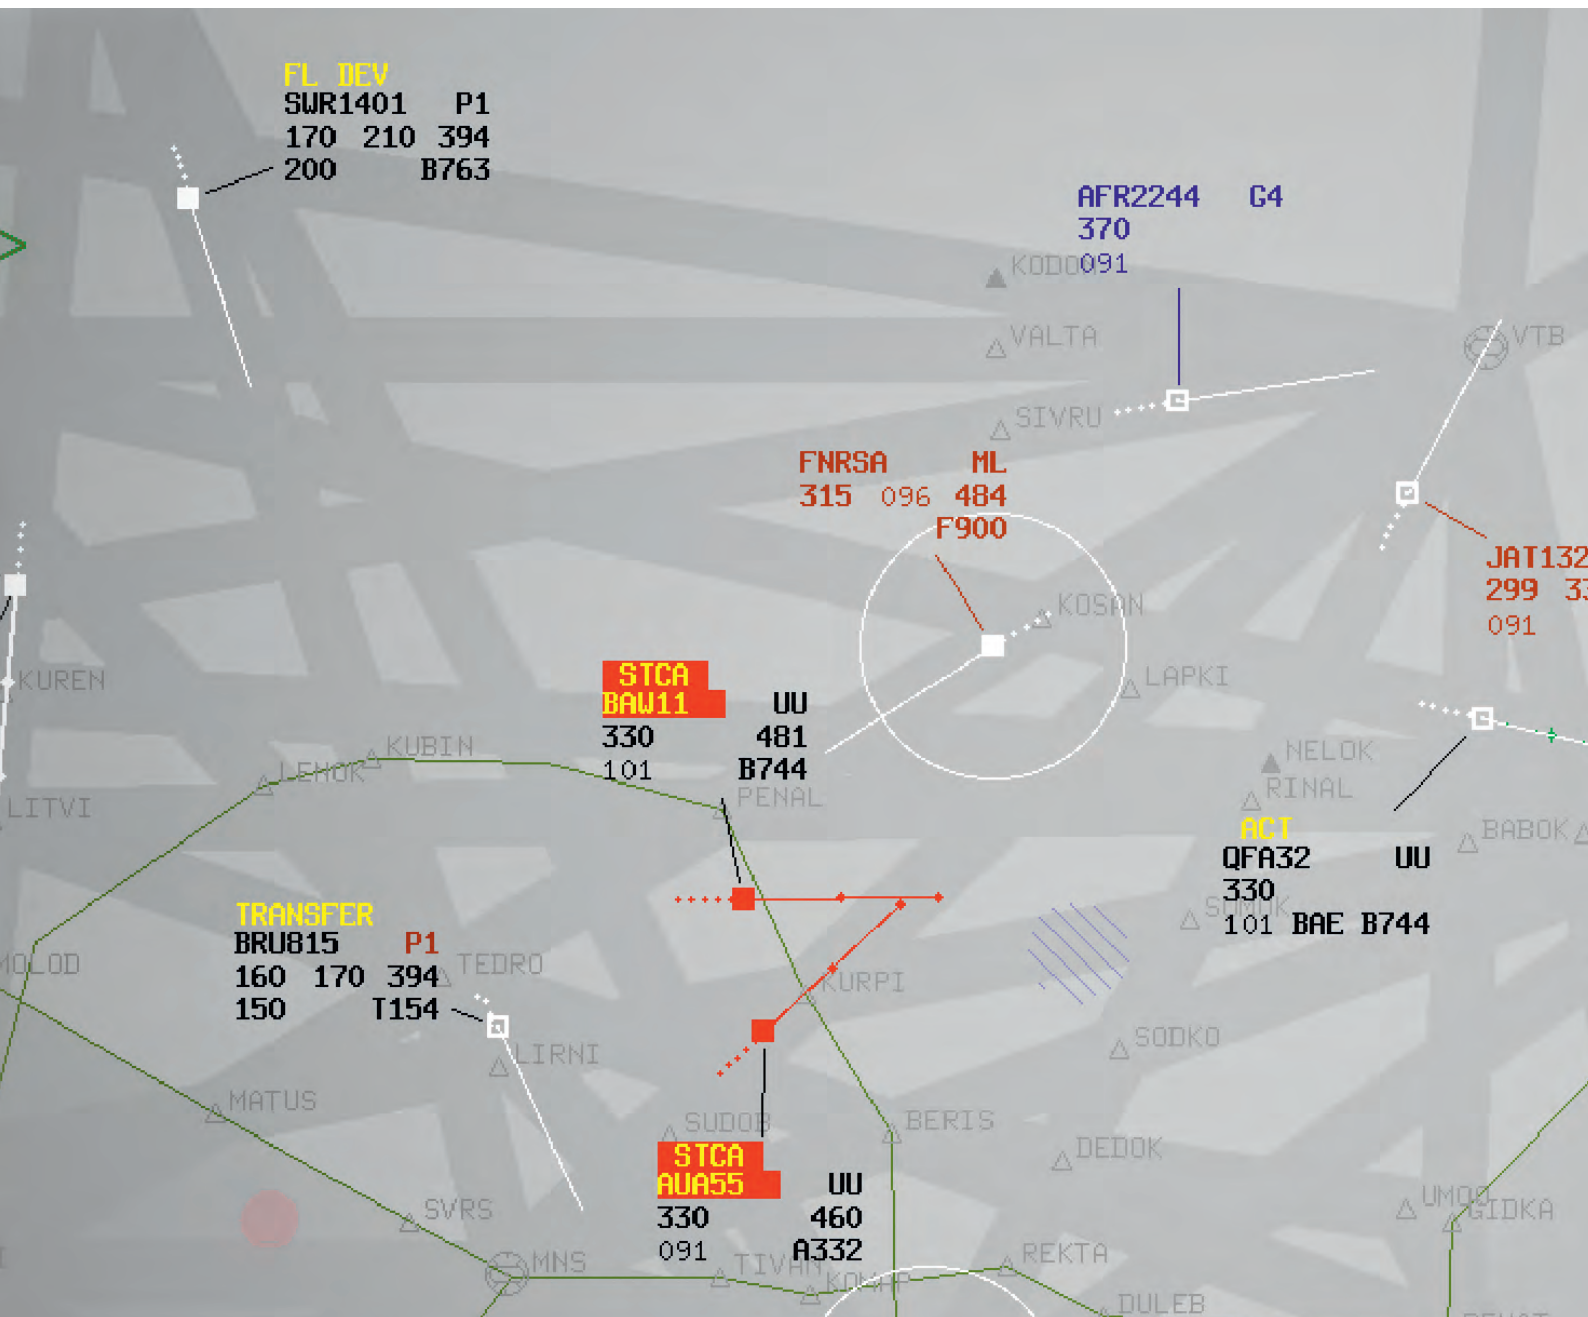 FL DEV
SWR1401 P1
170 210 394
200 B763
AFR2244 G4
370
091
VALTA
VTB
SIVRU
FNRSA ML
315 096 484
F900
JAT132
299
091
KOSAN
STCA
BAW11 UU
330 481
101 B744
KUREN
LAPKI
KUBIN
LENOK
NELOK
RINAL
PENAL
LITVI
BABOK
ACT
QFA32 UU
330
101 BAE B744
TRANSFER
BRU815 P1
160 170 394
150 T154
MOLOD
TEDRO
KURPI
SODKO
LIRNI
MATUS
SUDOB
BERIS
DEDOK
STCA
AUA55 UU
330 460
091 A332
SVRS
GIDKA
MNS
TIVAN
REKTA
DULEB